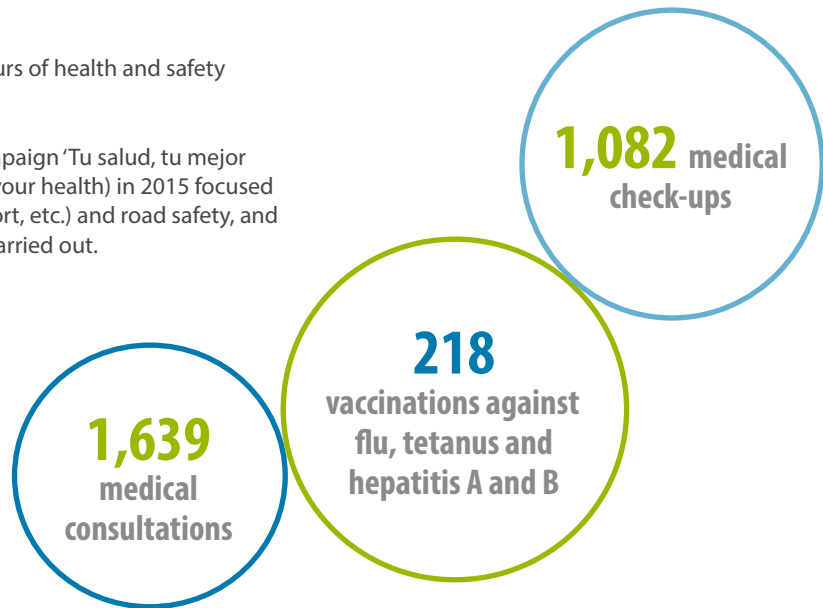 urs of health and safety
paign ‘Tu salud, tu mejor
your health) in 2015 focused
rt, etc.) and road safety, and
arried out.
1,082 medical
check-ups
218
vaccinations against
flu, tetanus and
hepatitis A and B
1,639
medical
consultations